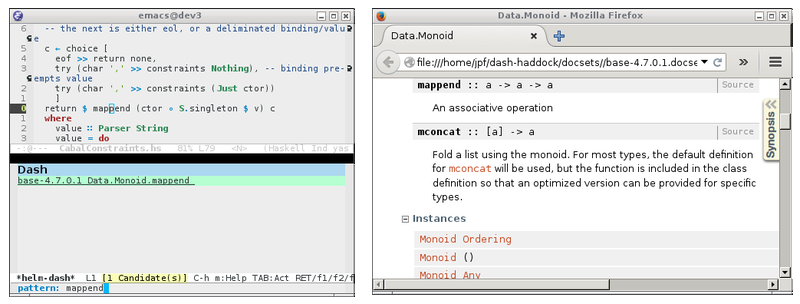 emacs@dev3
6 -- the next is either eol, or a deliminated binding/valu
e
5 c ← choice [
4 eof >> return none,
3 try (char ',' >> constraints Nothing), -- binding pre-
empts value
2 try (char ',' >> constraints (Just ctor))
1 ]
0 return $ mappend (ctor ∘ S.singleton $ v) c
1 where
2 value ∷ Parser String
3 value = do
-:@--- CabalConstraints.hs 81% L79 <N> (Haskell Ind yas
Dash
base-4.7.0.1 Data.Monoid.mappend
*helm-dash* L1 [1 Candidate(s)] C-h m:Help TAB:Act RET/f1/f2/f
pattern: mappend
Data.Monoid - Mozilla Firefox
Data.Monoid
file:///home/jpf/dash-haddock/docsets//base-4.7.0.1.docse
mappend :: a -> a -> a Source
An associative operation
mconcat :: [a] -> a Source
Fold a list using the monoid. For most types, the default definition
for mconcat will be used, but the function is included in the class
definition so that an optimized version can be provided for specific
types.
Instances
Monoid Ordering
Monoid ()
Monoid Any
Synopsis